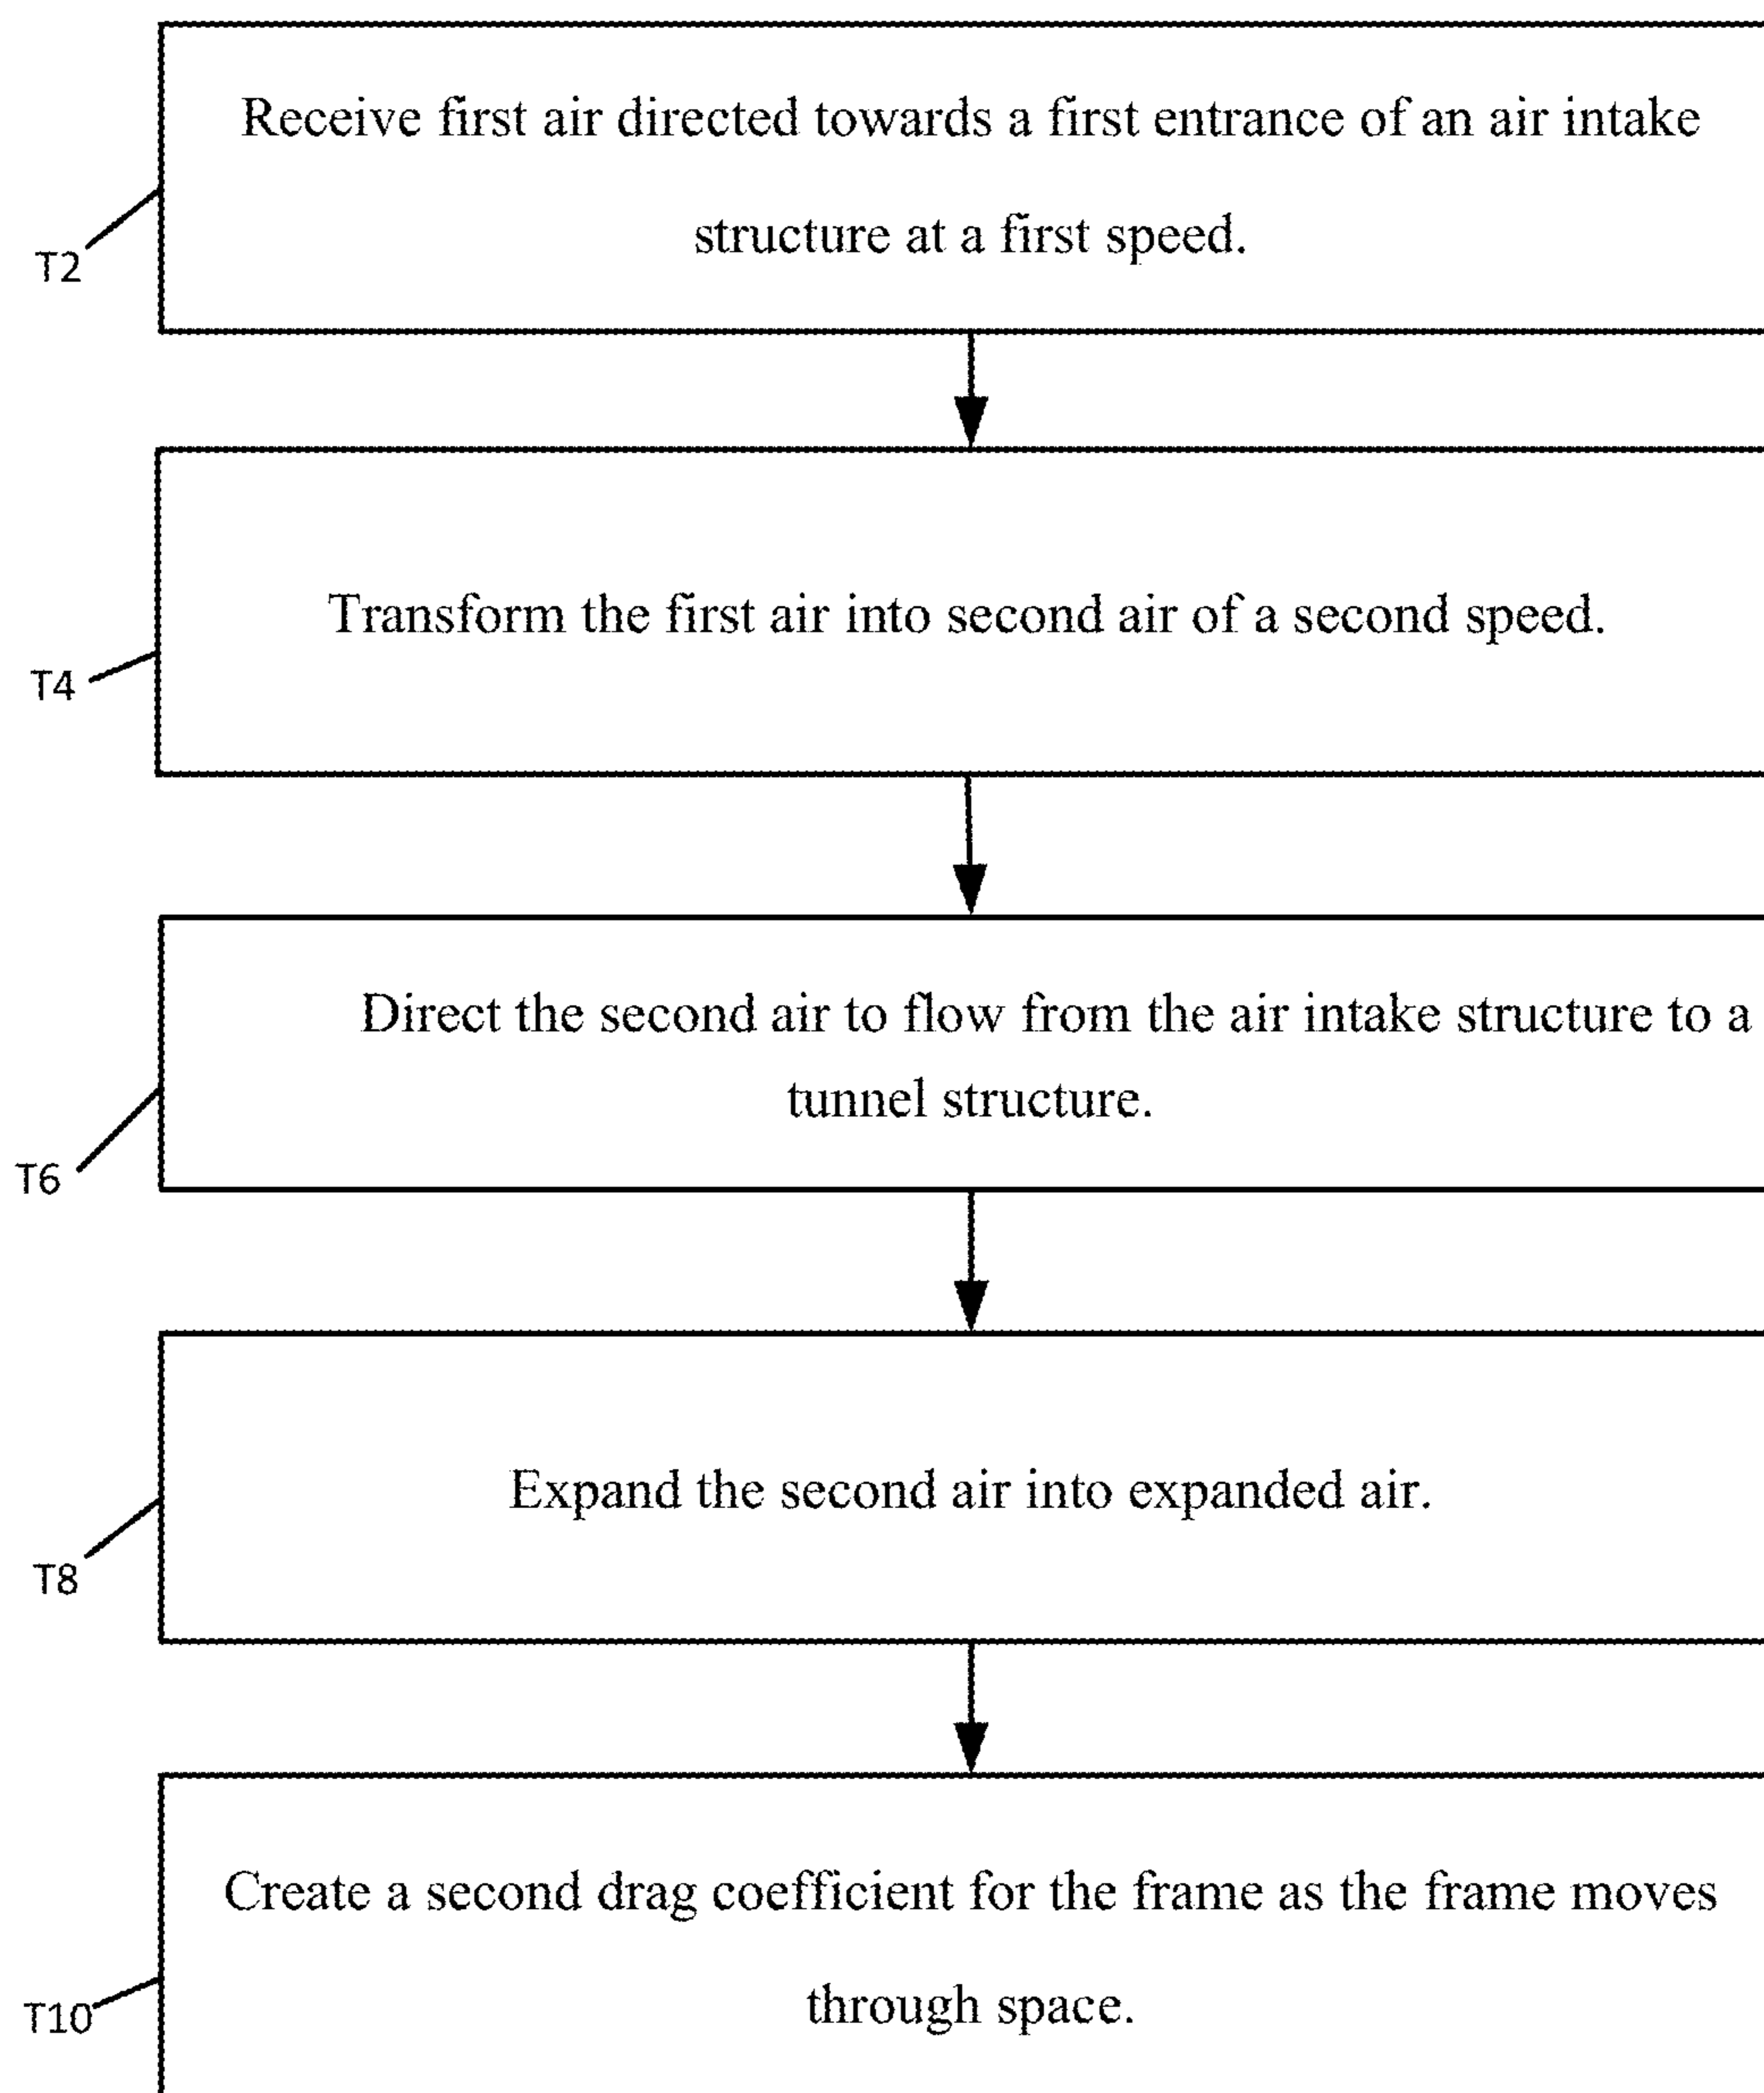 Receive first air directed towards a first entrance of an air intake
structure at a first speed.
T2
Transform the first air into second air of a second speed.
T4
Direct the second air to flow from the air intake structure to a
tunnel structure.
T6
Expand the second air into expanded air.
T8
Create a second drag coefficient for the frame as the frame moves
through space.
T10